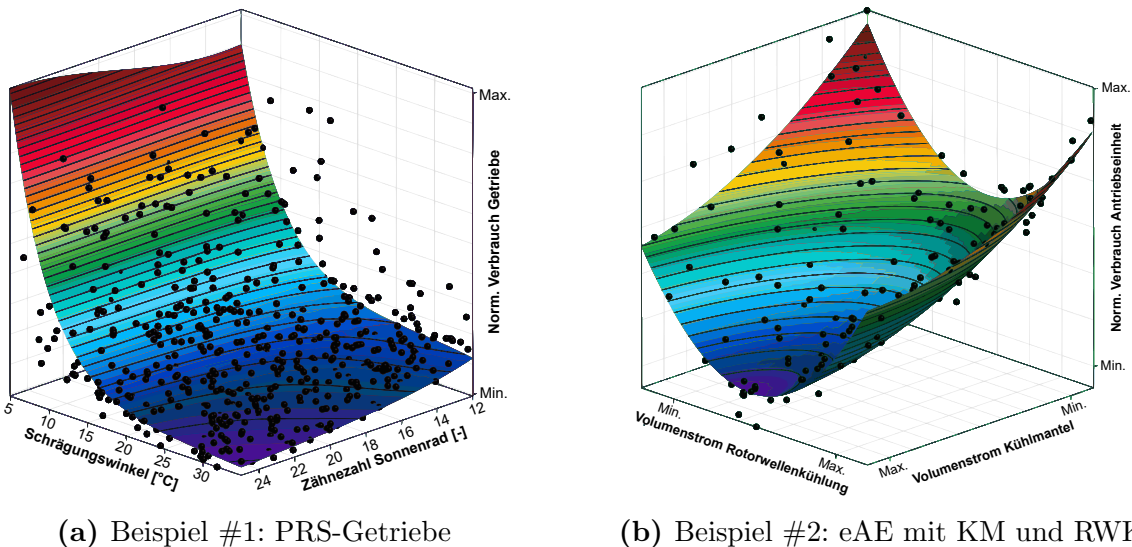 Max.
Norm. Verbrauch Getriebe
Min.
5
10
15
20
25
30
Schrägungswinkel [°C]
24
22
20
18
16
14
12
Zähnezahl Sonnenrad [-]
Max.
Norm. Verbrauch Antriebseinheit
Min.
Min.
Volumenstrom Rotorwellenkühlung
Max.
Max.
Volumenstrom Kühlmantel
Min.
(a) Beispiel #1: PRS-Getriebe
(b) Beispiel #2: eAE mit KM und RWK